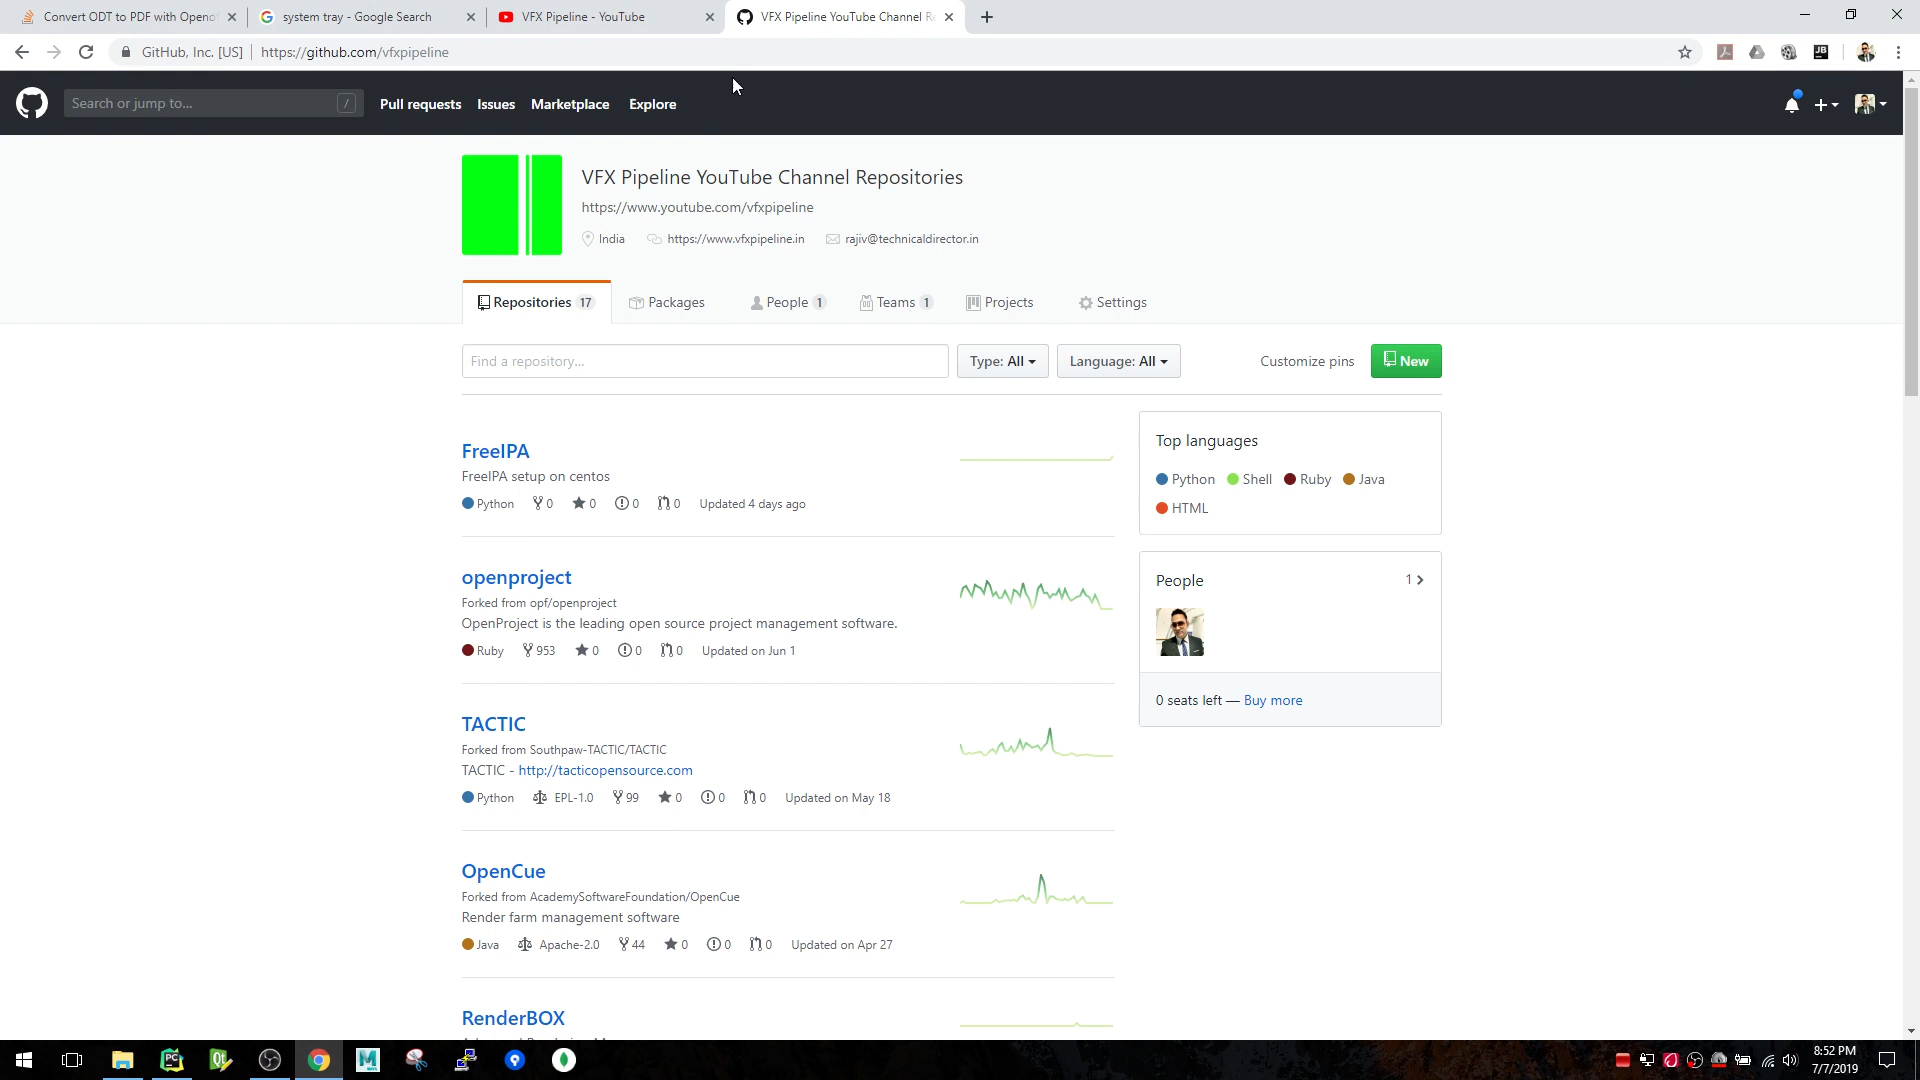 Convert ODT to PDF with Openo
system tray - Google Search
VFX Pipeline - YouTube
VFX Pipeline YouTube Channel Re
GitHub, Inc. [US]
https://github.com/vfxpipeline
Search or jump to...
/
Pull requests
Issues
Marketplace
Explore
VFX Pipeline YouTube Channel Repositories
https://www.youtube.com/vfxpipeline
India
https://www.vfxpipeline.in
rajiv@technicaldirector.in
Repositories 17
Packages
People 1
Teams 1
Projects
Settings
Find a repository...
Type: All
Language: All
Customize pins
New
FreeIPA
FreeIPA setup on centos
Python 0 0 0 0 Updated 4 days ago
openproject
Forked from opf/openproject
OpenProject is the leading open source project management software.
Ruby 953 0 0 0 Updated on Jun 1
TACTIC
Forked from Southpaw-TACTIC/TACTIC
TACTIC - http://tacticopensource.com
Python EPL-1.0 99 0 0 0 Updated on May 18
OpenCue
Forked from AcademySoftwareFoundation/OpenCue
Render farm management software
Java Apache-2.0 44 0 0 0 Updated on Apr 27
RenderBOX
Top languages
Python Shell Ruby Java
HTML
People
1
0 seats left — Buy more
8:52 PM
7/7/2019